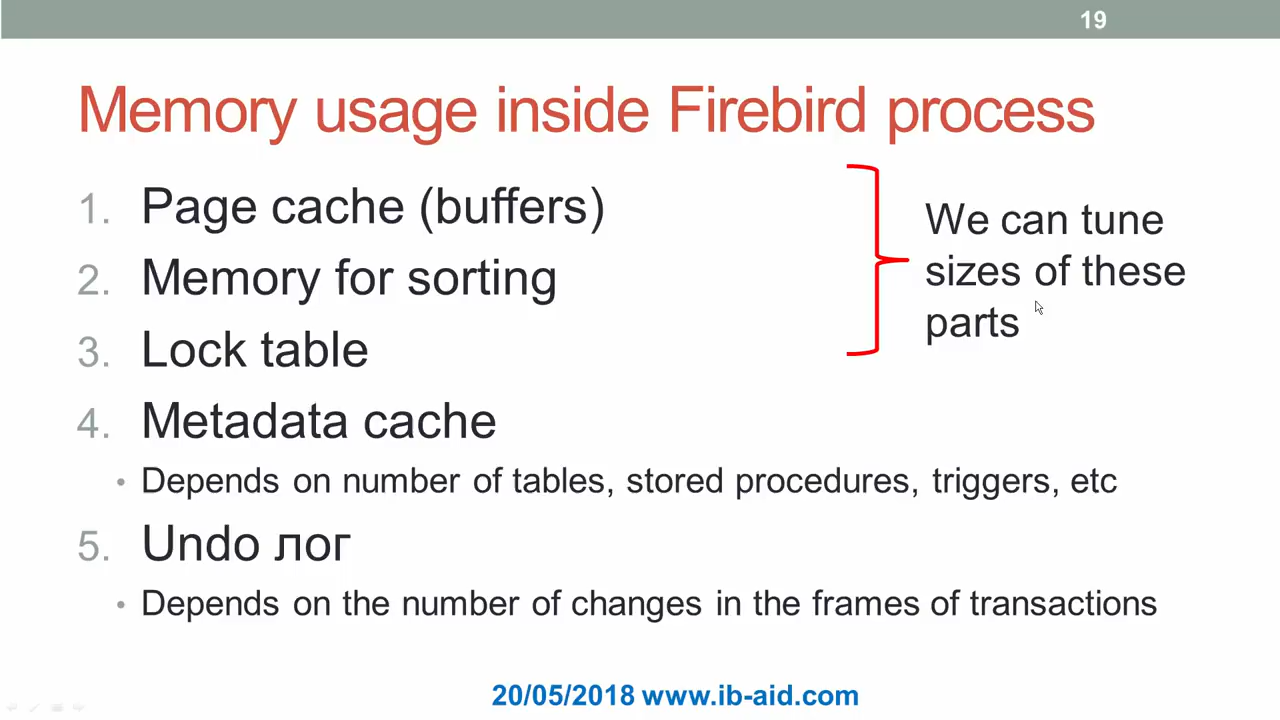 19
Memory usage inside Firebird process
1. Page cache (buffers)
2. Memory for sorting
3. Lock table
We can tune
sizes of these
parts
4. Metadata cache
• Depends on number of tables, stored procedures, triggers, etc
5. Undo лог
• Depends on the number of changes in the frames of transactions
20/05/2018 www.ib-aid.com